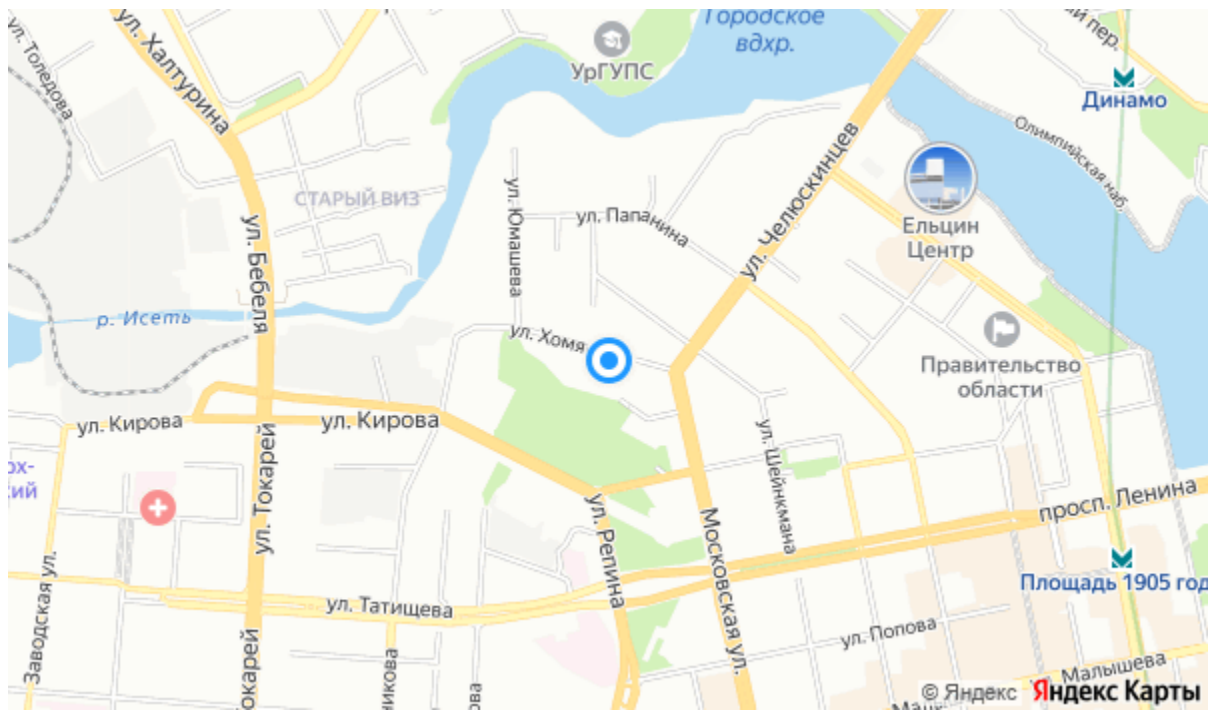 Городское
вдхр.
ул. Толедова
ул. Халтурина
УрГУПС
пер.
Динамо
Олимпийская наб.
СТАРЫЙ ВИЗ
ул. Юмашева
ул. Папанина
ул. Челюскинцев
Ельцин
Центр
ул. Бебеля
р. Исеть
ул. Хомя
Правительство
области
ул. Кирова
ул. Кирова
ул. Токарей
ул. Шейнкмана
ул. Репина
Московская ул.
просп. Ленина
Площадь 1905 год
Заводская ул.
ул. Татищева
ул. Попова
Малышева
© Яндекс
Яндекс Карты